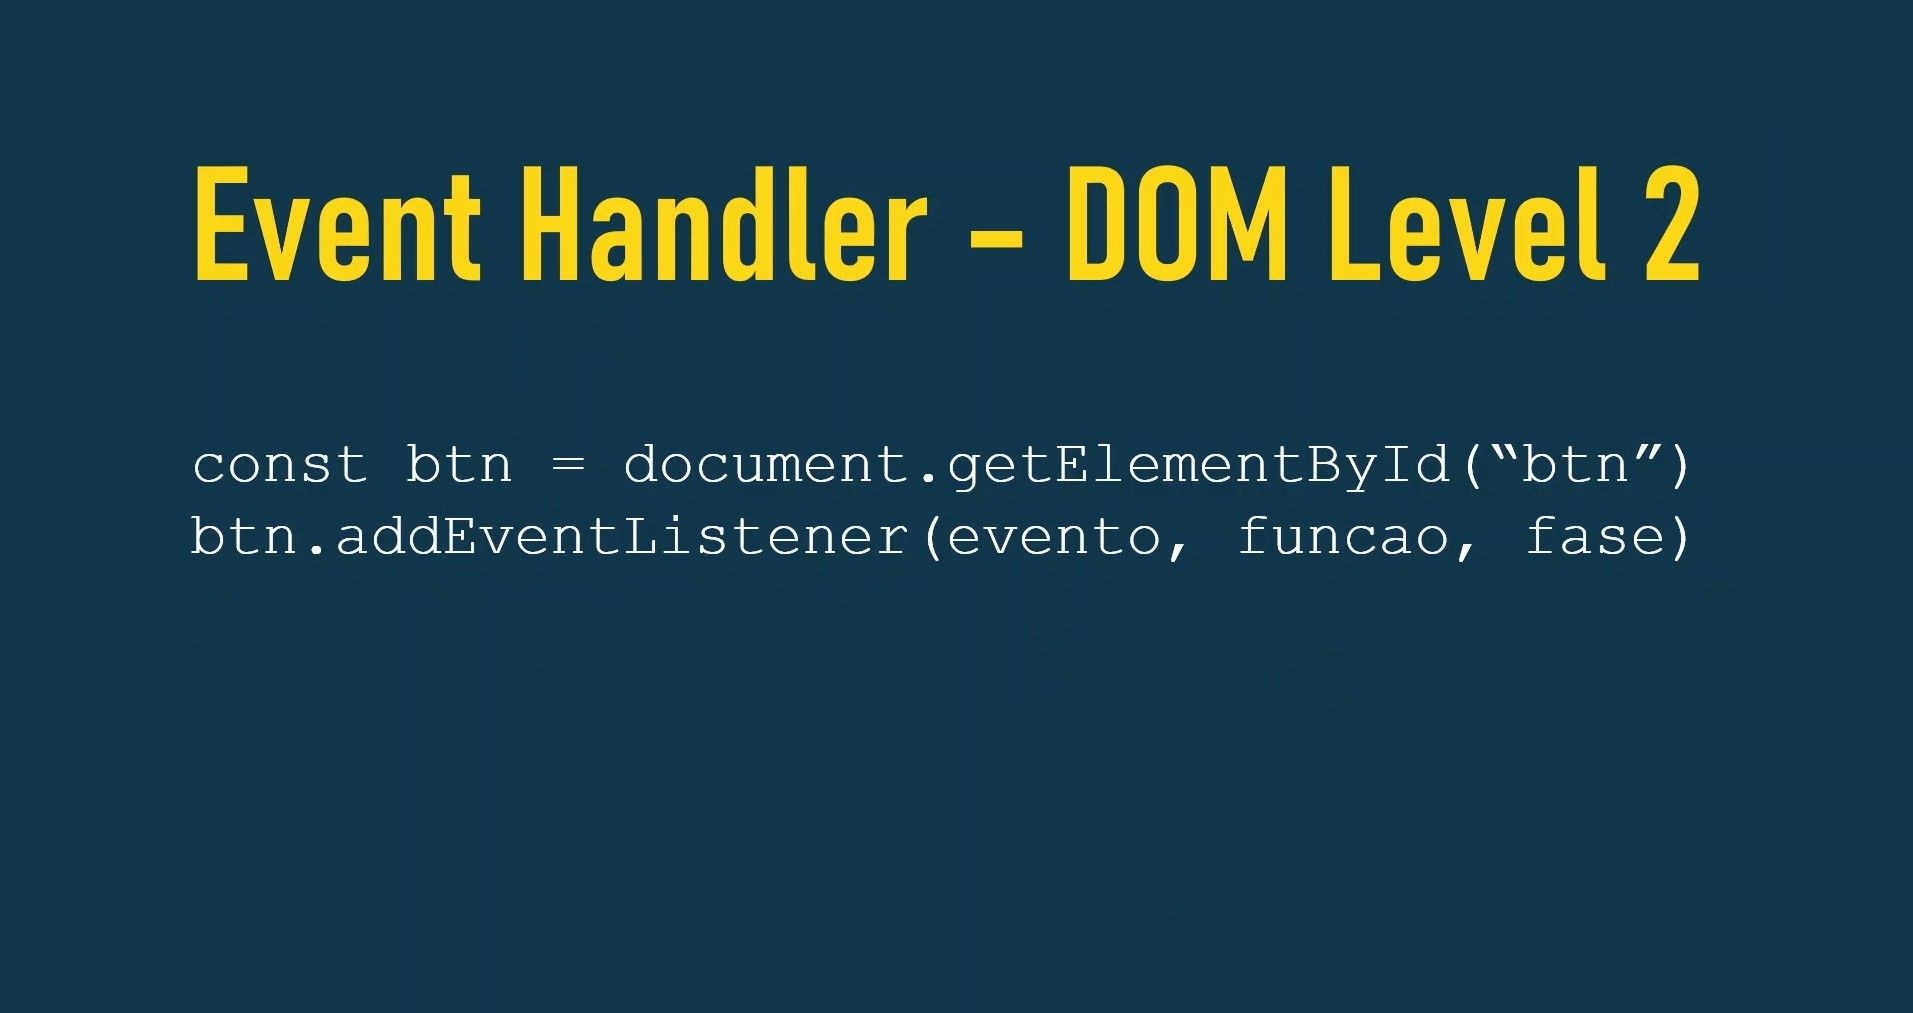 Event Handler – DOM Level 2
const btn = document.getElementById(“btn”)
btn.addEventListener(evento, funcao, fase)